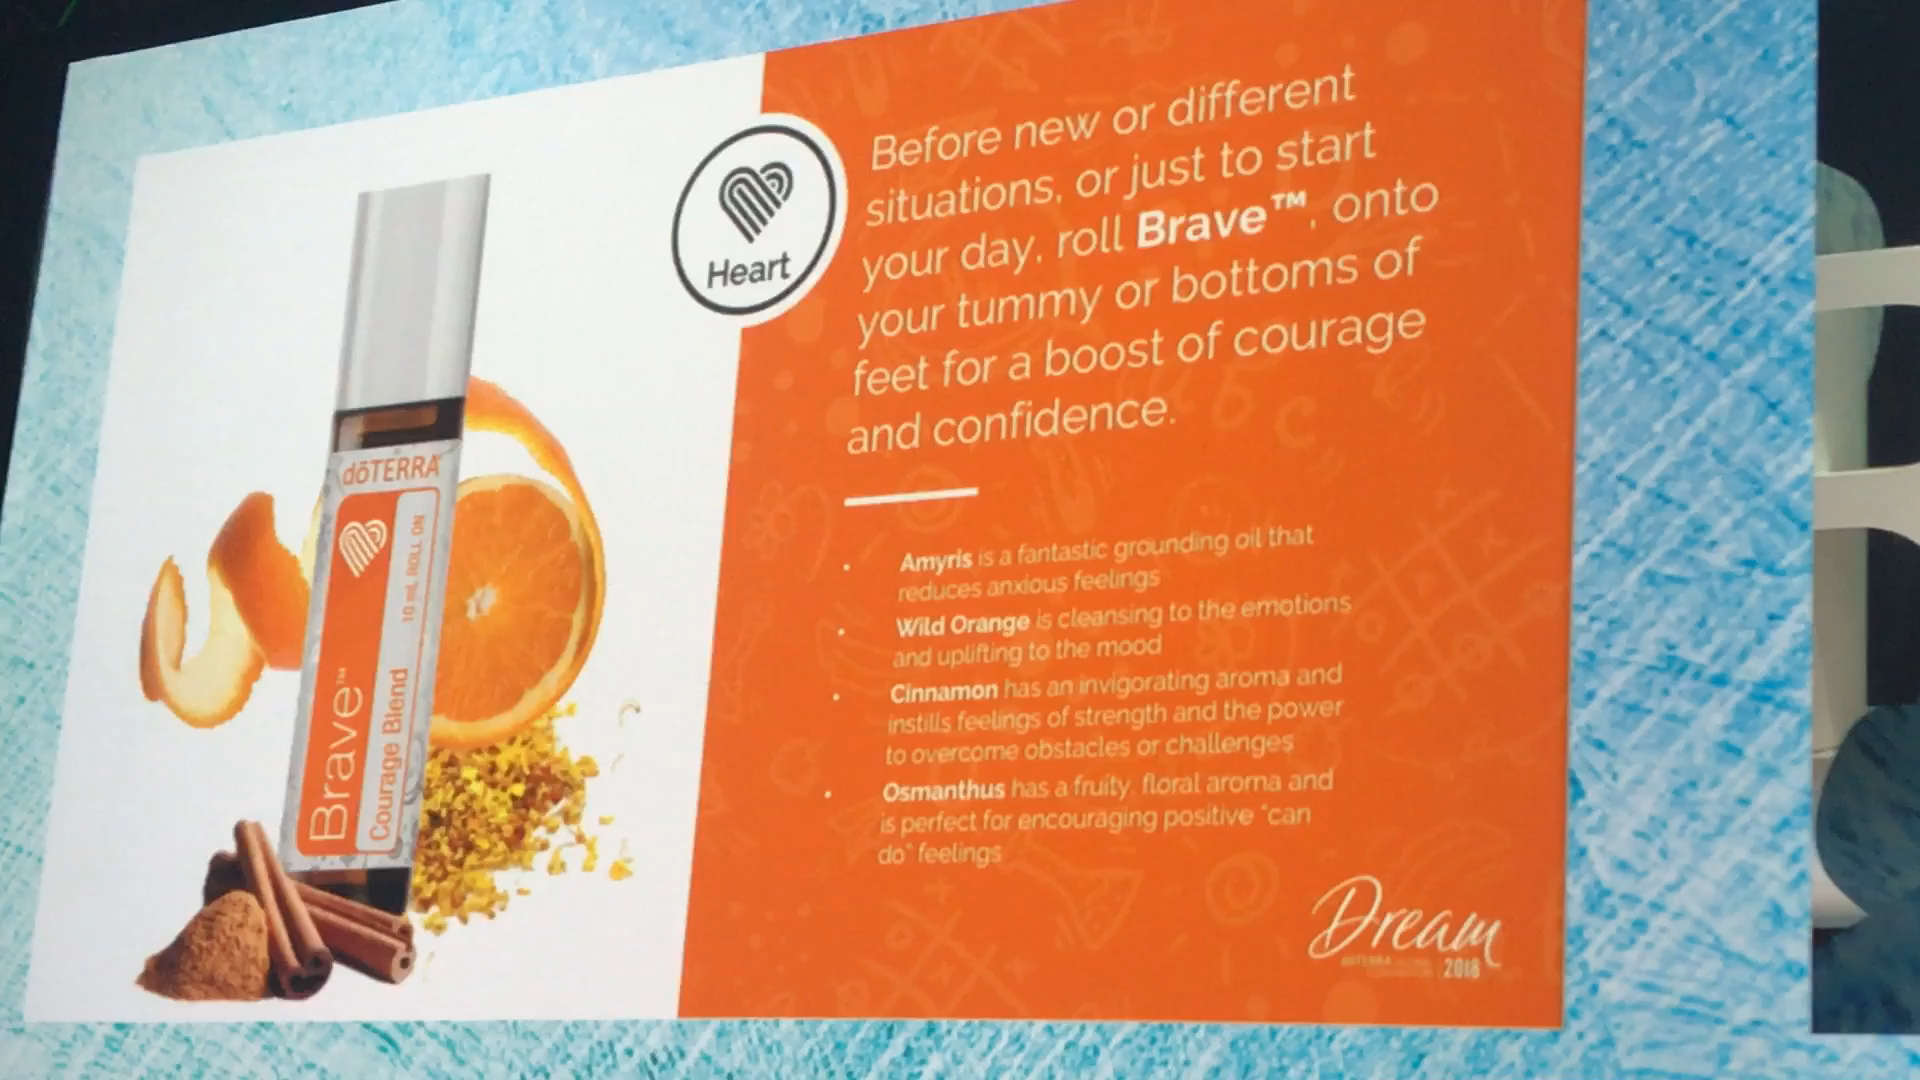 Heart
Before new or different
situations, or just to start
your day, roll Brave™, onto
your tummy or bottoms of
feet for a boost of courage
and confidence.
• Amyris is a fantastic grounding oil that
reduces anxious feelings
• Wild Orange is cleansing to the emotions
and uplifting to the mood
• Cinnamon has an invigorating aroma and
instills feelings of strength and the power
to overcome obstacles or challenges
• Osmanthus has a fruity, floral aroma and
is perfect for encouraging positive "can
do" feelings
dōTERRA
Brave™
Courage Blend
10 mL ROLL ON
Dream
dōTERRA
2018